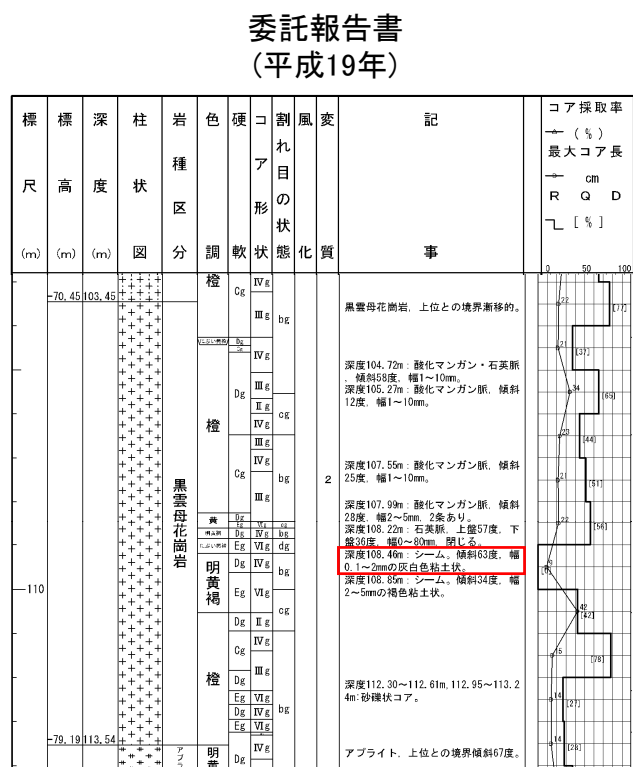 委託報告書
(平成19年)
標尺(m)
標高(m)
深度(m)
柱状図
岩種区分
色調
硬軟
コア形状
割れ目の状態
風化
変質
記事
コア採取率
(%)
最大コア長
cm
R Q D
[%]
0 50 100
橙
Cg
Ⅳg
Ⅲg
bg
-70.45 103.45
黒雲母花崗岩. 上位との境界漸移的。
22
[77]
Dg
Ⅳg
21
[37]
深度104.72m:酸化マンガン・石英脈
. 傾斜58度. 幅1~10mm。
深度105.27m:酸化マンガン脈. 傾斜
12度. 幅1~10mm。
Dg
Ⅲg
Ⅱg
Ⅳg
cg
34
[65]
橙
Ⅲg
Ⅳg
Ⅲg
Cg
bg
2
23
[44]
深度107.55m:酸化マンガン脈. 傾斜
25度. 幅1~10mm。
21
[51]
黒雲母花崗岩
深度107.99m:酸化マンガン脈. 傾斜
28度. 幅2~5mm. 2条あり。
黄
Dg
Eg
Ⅵg
cg
22
[56]
深度108.22m:石英脈. 上盤57度. 下
盤36度. 幅0~80mm. 閉じる。
Dg
Ⅳg
bg
Eg
Ⅵg
dg
深度108.46m:シーム。傾斜63度. 幅
0.1~2mmの灰白色粘土状。
明黄褐
Dg
Ⅳg
bg
深度108.85m:シーム。傾斜34度. 幅
2~5mmの褐色粘土状。
-110
Eg
Ⅵg
cg
42
[42]
橙
Dg
Ⅱg
Cg
Ⅳg
Ⅲg
Dg
bg
[78]
15
深度112.30~112.61m,112.95~113.2
4m:砂礫状コア。
Eg
Ⅵg
Dg
Ⅳg
Eg
Ⅵg
14
[27]
-79.19 113.54
14
[28]
アプラ
明黄
Dg
Ⅳg
アプライト. 上位との境界傾斜67度。